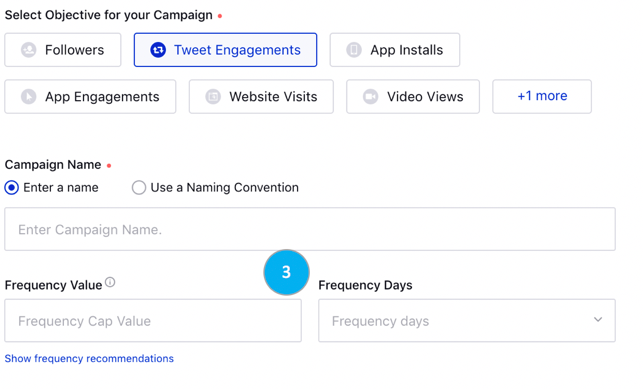 Select Objective for your Campaign
Followers
Tweet Engagements
App Installs
App Engagements
Website Visits
Video Views
+1 more
Campaign Name
Enter a name
Use a Naming Convention
Enter Campaign Name.
3
Frequency Value
Frequency Days
Frequency Cap Value
Frequency days
Show frequency recommendations